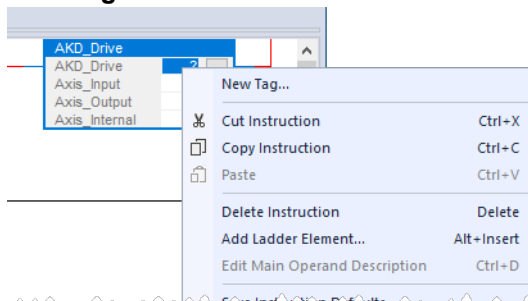 AKD_Drive
AKD_Drive ?
Axis_Input
Axis_Output
Axis_Internal
New Tag...
Cut Instruction Ctrl+X
Copy Instruction Ctrl+C
Paste Ctrl+V
Delete Instruction Delete
Add Ladder Element... Alt+Insert
Edit Main Operand Description Ctrl+D